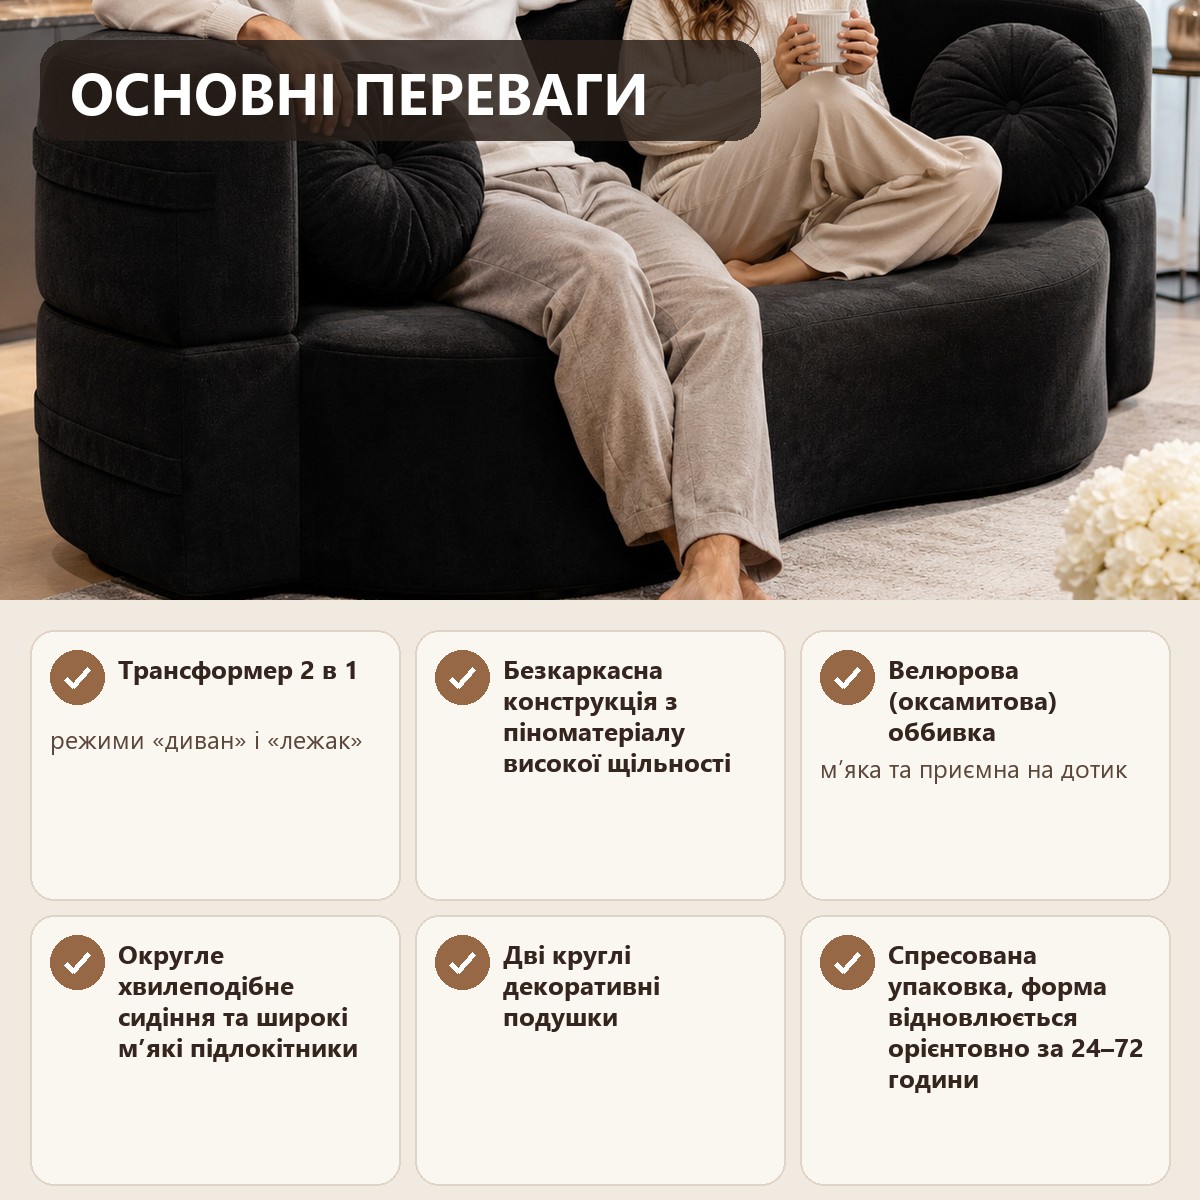 ОСНОВНІ ПЕРЕВАГИ
Трансформер 2 в 1
режими «диван» і «лежак»
Безкаркасна
конструкція з
піноматеріалу
високої щільності
Велюрова
(оксамитова)
оббивка
м’яка та приємна на дотик
Округле
хвилеподібне
сидіння та широкі
м’які підлокітники
Дві круглі
декоративні
подушки
Спресована
упаковка, форма
відновлюється
орієнтовно за 24–72
години